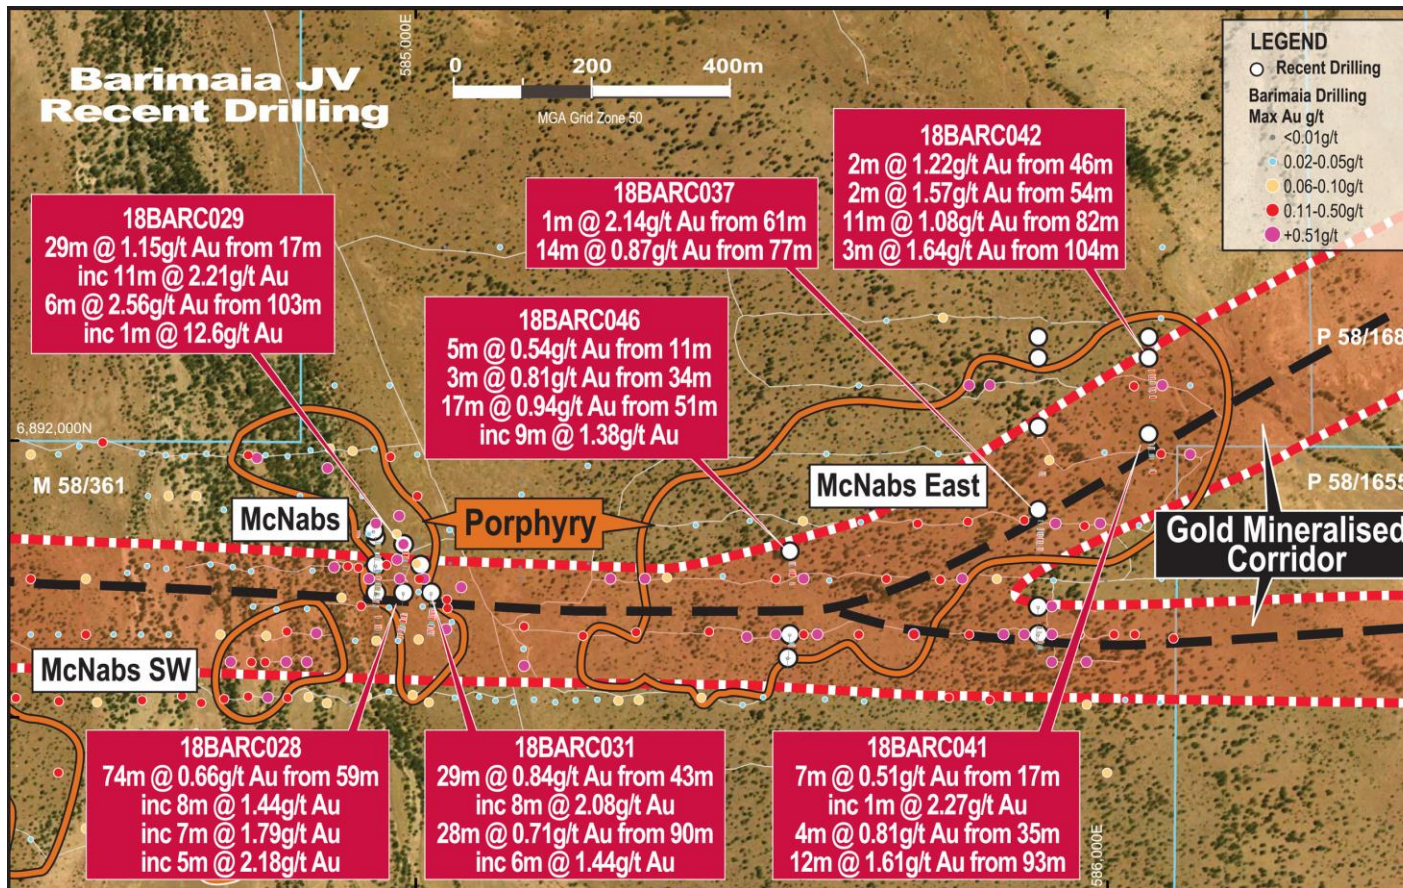 Barimaia JV
Recent Drilling
585,000E
0 200 400m
MGA Grid Zone 50
LEGEND
Recent Drilling
Barimaia Drilling
Max Au g/t
<0.01g/t
0.02-0.05g/t
0.06-0.10g/t
0.11-0.50g/t
+0.51g/t
18BARC042
2m @ 1.22g/t Au from 46m
2m @ 1.57g/t Au from 54m
11m @ 1.08g/t Au from 82m
3m @ 1.64g/t Au from 104m
18BARC037
1m @ 2.14g/t Au from 61m
14m @ 0.87g/t Au from 77m
18BARC029
29m @ 1.15g/t Au from 17m
inc 11m @ 2.21g/t Au
6m @ 2.56g/t Au from 103m
inc 1m @ 12.6g/t Au
18BARC046
5m @ 0.54g/t Au from 11m
3m @ 0.81g/t Au from 34m
17m @ 0.94g/t Au from 51m
inc 9m @ 1.38g/t Au
P 58/168
6,892,000N
M 58/361
McNabs
Porphyry
McNabs East
P 58/1655
Gold Mineralised
Corridor
McNabs SW
18BARC028
74m @ 0.66g/t Au from 59m
inc 8m @ 1.44g/t Au
inc 7m @ 1.79g/t Au
inc 5m @ 2.18g/t Au
18BARC031
29m @ 0.84g/t Au from 43m
inc 8m @ 2.08g/t Au
28m @ 0.71g/t Au from 90m
inc 6m @ 1.44g/t Au
18BARC041
7m @ 0.51g/t Au from 17m
inc 1m @ 2.27g/t Au
4m @ 0.81g/t Au from 35m
12m @ 1.61g/t Au from 93m
586,000E